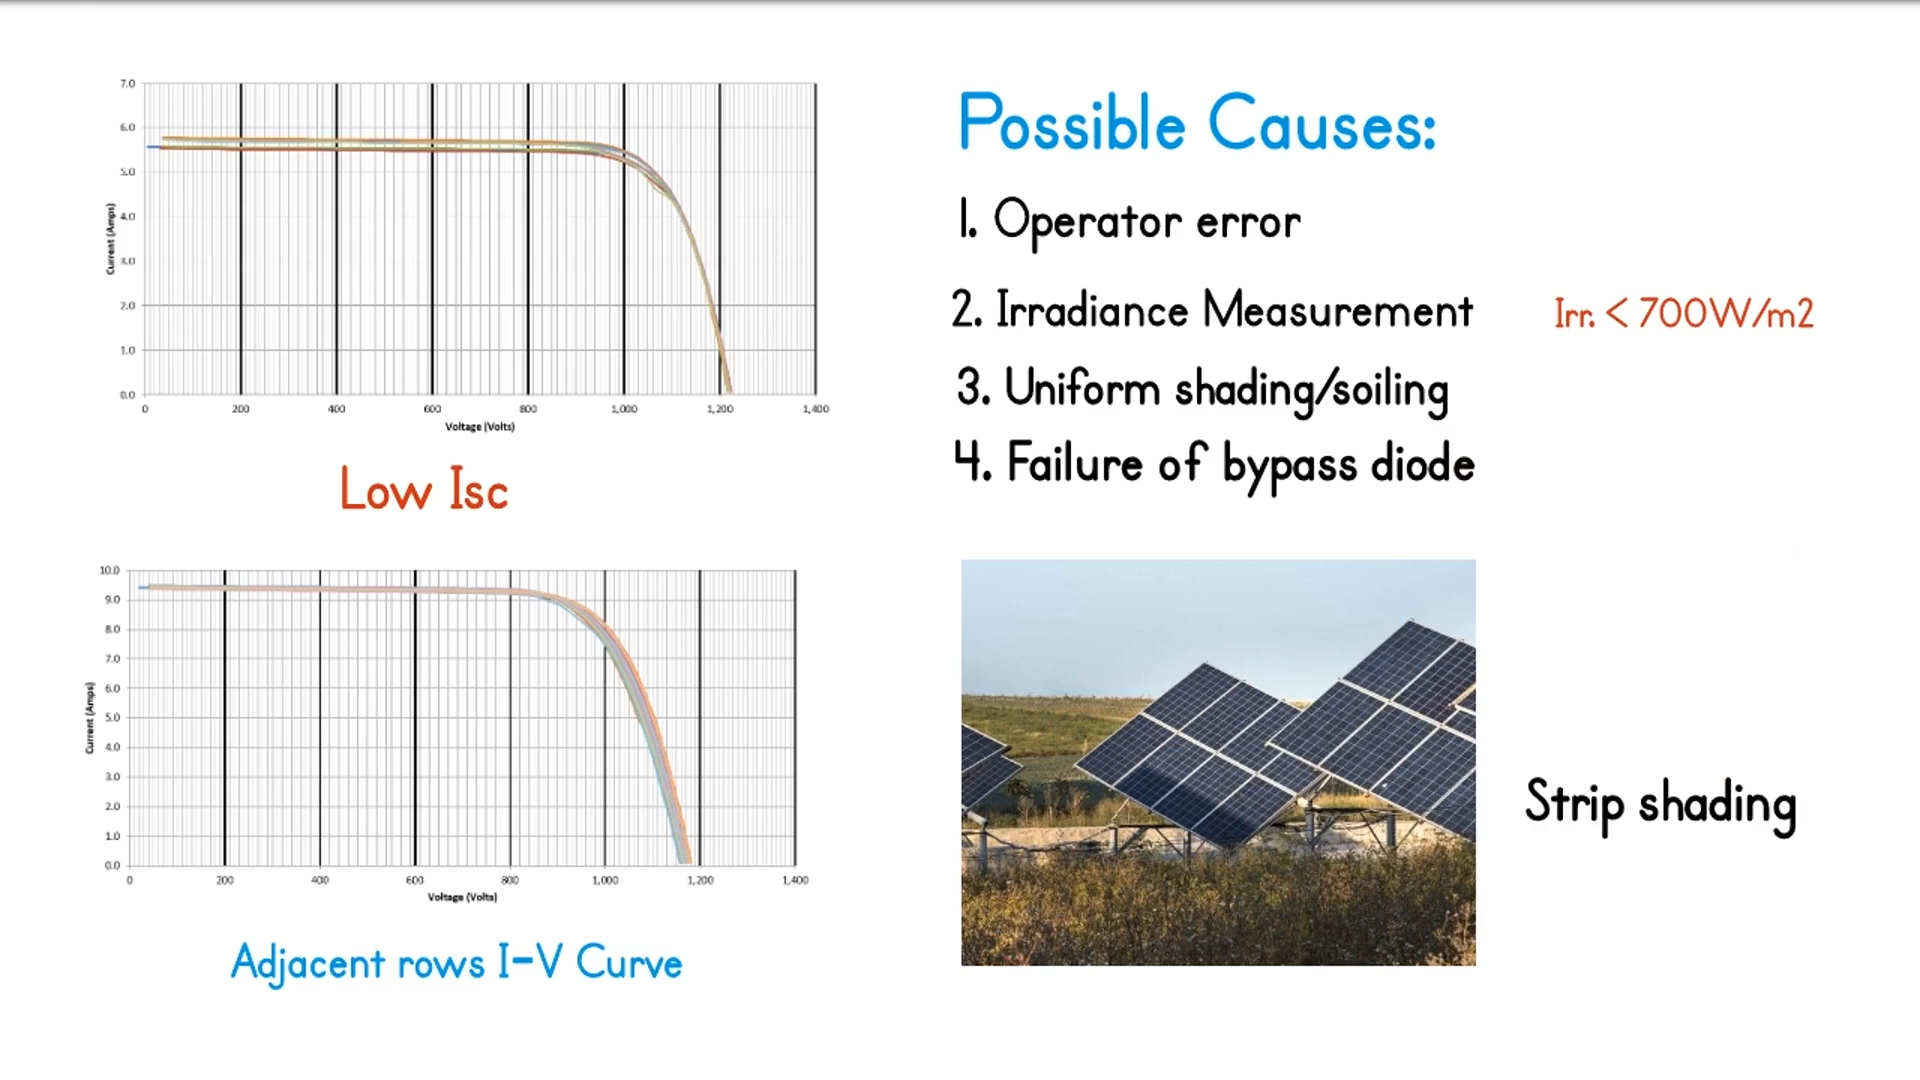 7.0
6.0
5.0
4.0
3.0
2.0
1.0
0.0
Current (Amps)
0 200 400 600 800 1,000 1,200 1,400
Voltage (Volts)
Low Isc
10.0
9.0
8.0
7.0
6.0
5.0
4.0
3.0
2.0
1.0
0.0
Current (Amps)
0 200 400 600 800 1,000 1,200 1,400
Voltage (Volts)
Adjacent rows I-V Curve
Possible Causes:
1. Operator error
2. Irradiance Measurement Irr. < 700W/m2
3. Uniform shading/soiling
4. Failure of bypass diode
Strip shading